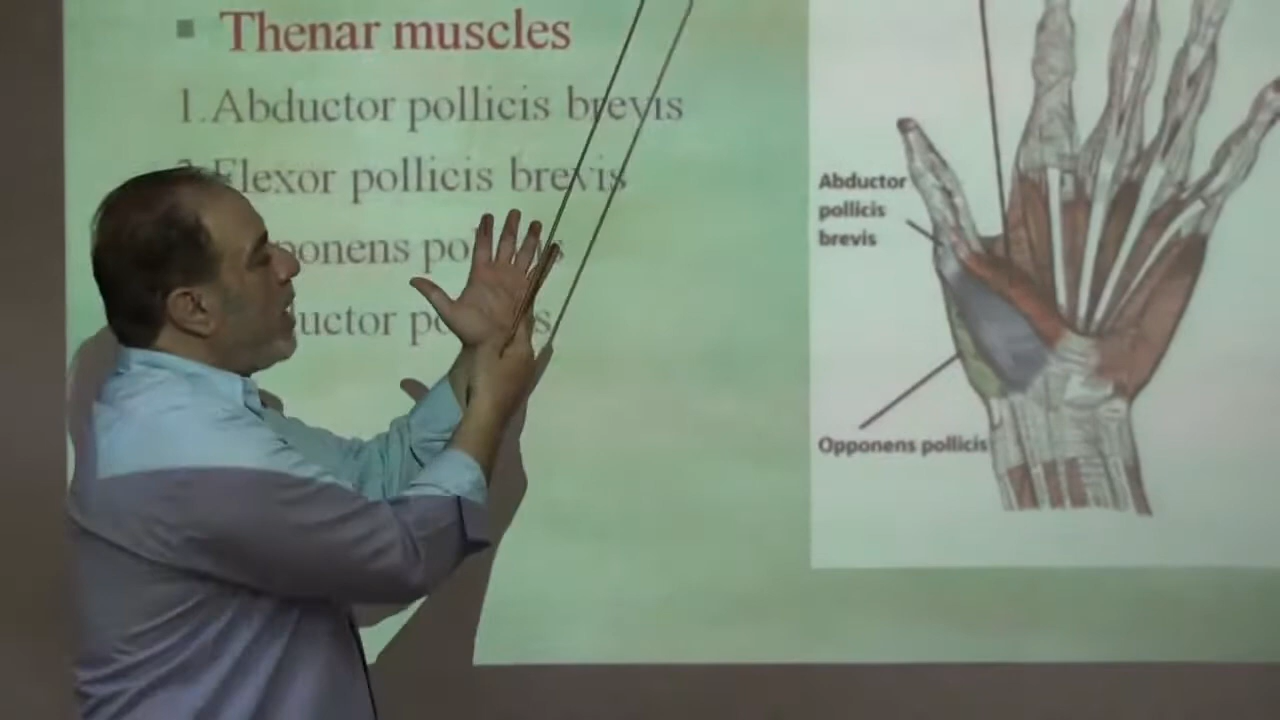 Thenar muscles
1.Abductor pollicis brevis
Flexor pollicis brevis
Abductor
pollicis
brevis
Opponens pollicis